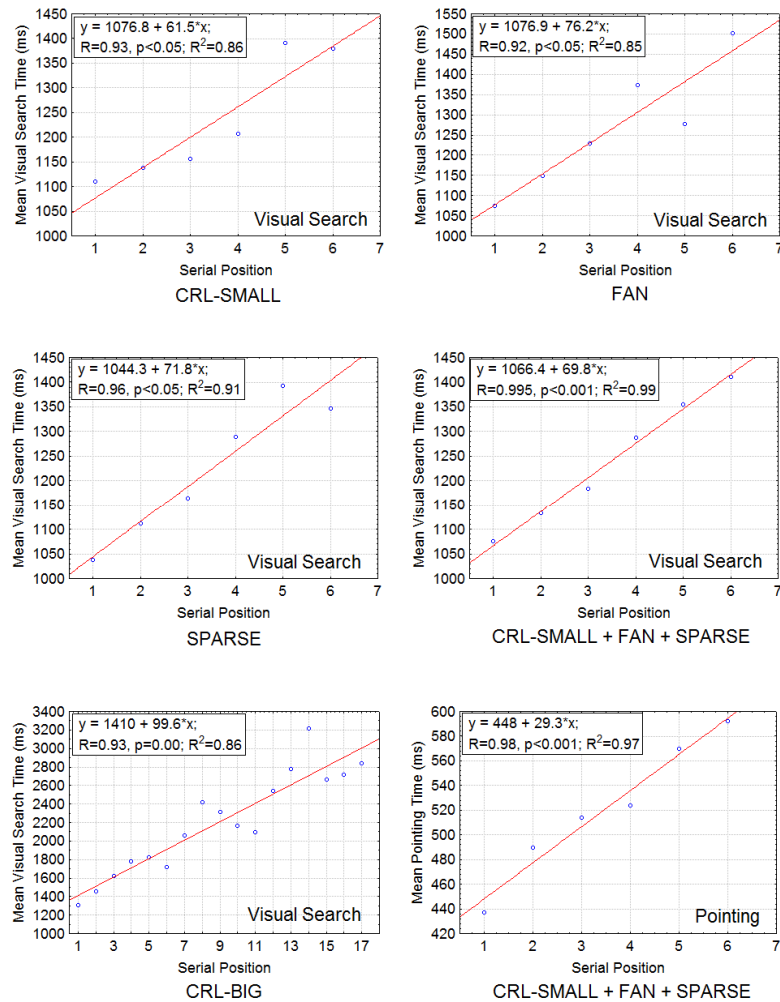 y = 1076.8 + 61.5*x;
R=0.93, p<0.05; R²=0.86
Mean Visual Search Time (ms)
1450
1400
1350
1300
1250
1200
1150
1100
1050
1000
Visual Search
1 2 3 4 5 6 7
Serial Position
CRL-SMALL
y = 1076.9 + 76.2*x;
R=0.92, p<0.05; R²=0.85
Mean Visual Search Time (ms)
1550
1500
1450
1400
1350
1300
1250
1200
1150
1100
1050
1000
Visual Search
1 2 3 4 5 6 7
Serial Position
FAN
y = 1044.3 + 71.8*x;
R=0.96, p<0.05; R²=0.91
Mean Visual Search Time (ms)
1450
1400
1350
1300
1250
1200
1150
1100
1050
1000
Visual Search
1 2 3 4 5 6 7
Serial Position
SPARSE
y = 1066.4 + 69.8*x;
R=0.995, p<0.001; R²=0.99
Mean Visual Search Time (ms)
1450
1400
1350
1300
1250
1200
1150
1100
1050
1000
Visual Search
1 2 3 4 5 6 7
Serial Position
CRL-SMALL + FAN + SPARSE
y = 1410 + 99.6*x;
R=0.93, p=0.00; R²=0.86
Mean Visual Search Time (ms)
3400
3200
3000
2800
2600
2400
2200
2000
1800
1600
1400
1200
1000
Visual Search
1 3 5 7 9 11 13 15 17
Serial Position
CRL-BIG
y = 448 + 29.3*x;
R=0.98, p<0.001; R²=0.97
Mean Pointing Time (ms)
600
580
560
540
520
500
480
460
440
420
Pointing
1 2 3 4 5 6 7
Serial Position
CRL-SMALL + FAN + SPARSE